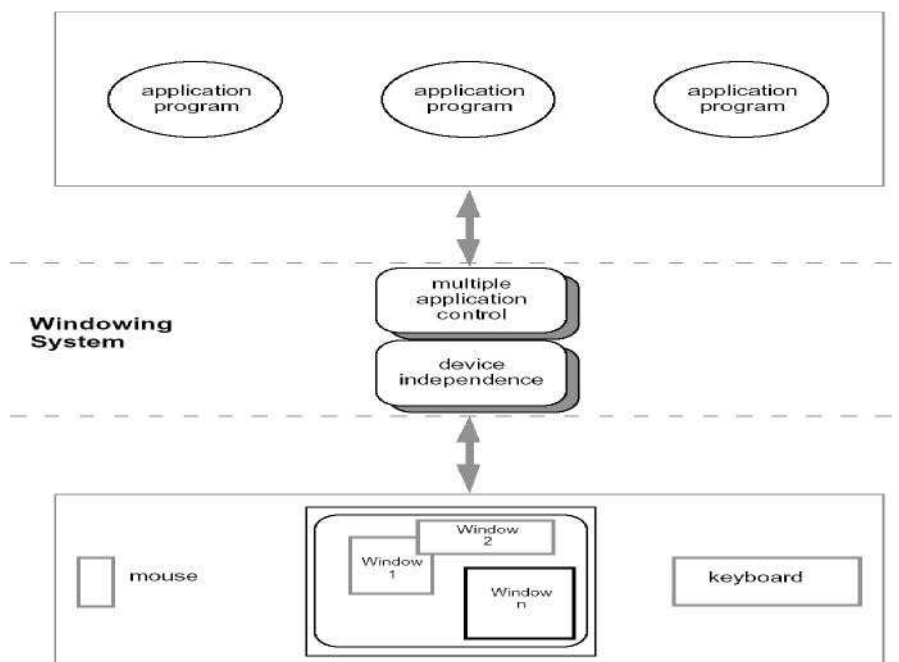 application
program
application
program
application
program
multiple
application
control
Windowing
System
device
independence
mouse
Window
1
Window
2
Window
n
keyboard